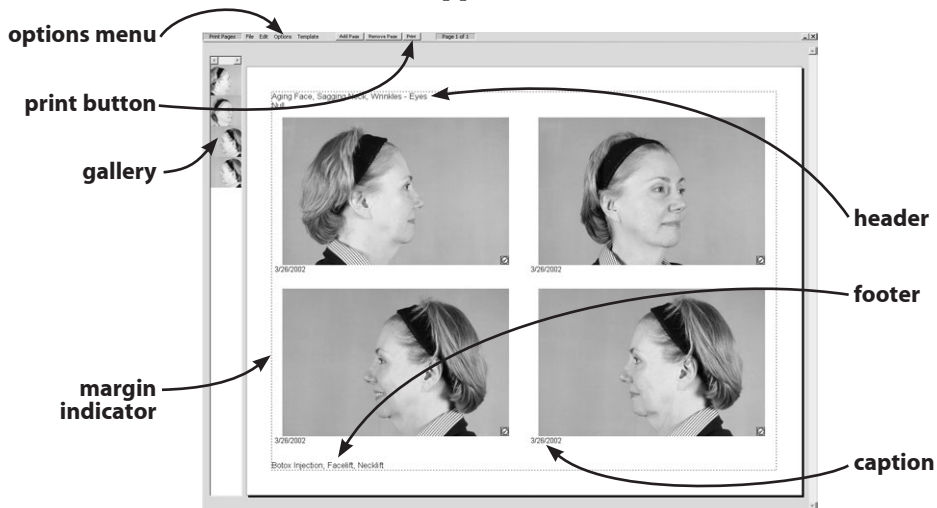 options menu
Print Pages File Edit Options Template Add Page Remove Page Print Page 1 of 1
print button
Aging Face, Sagging Neck, Wrinkles - Eyes
Null
gallery
header
3/26/2002
3/26/2002
footer
margin
indicator
3/26/2002
3/26/2002
Botox Injection, Facelift, Necklift
caption